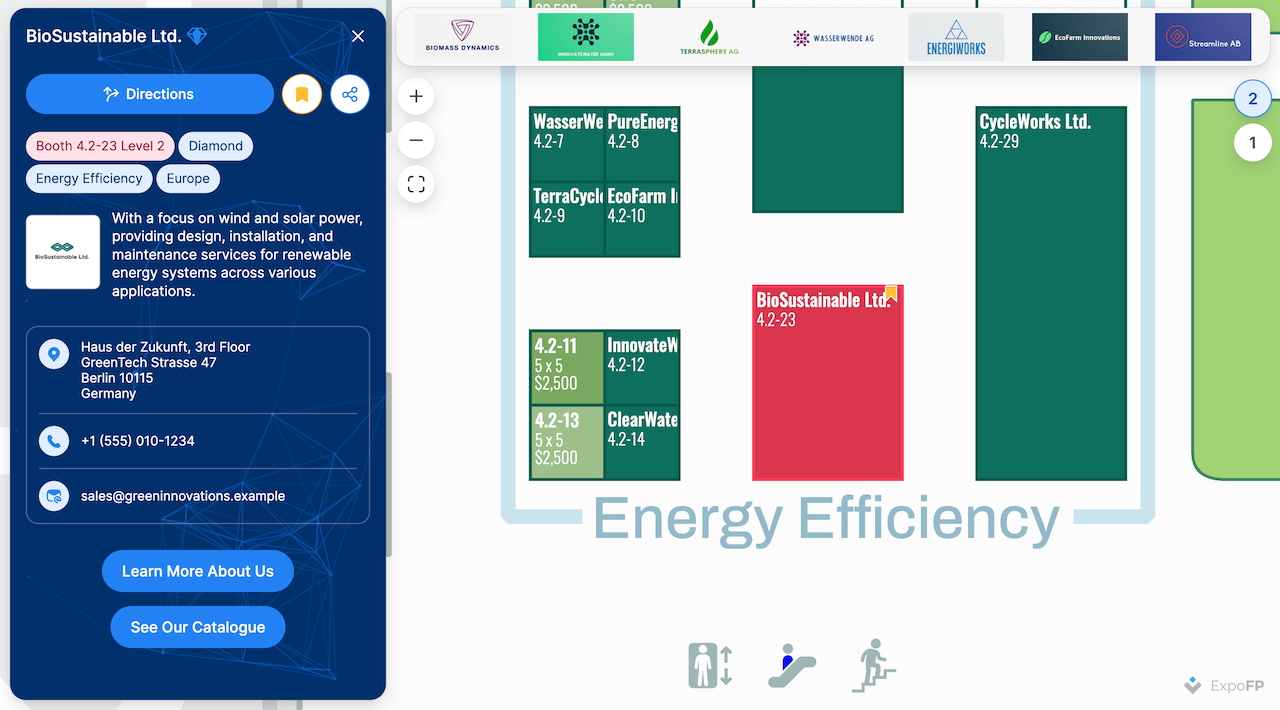 BioSustainable Ltd.
Directions
Booth 4.2-23 Level 2
Diamond
Energy Efficiency
Europe
BioSustainable Ltd.
With a focus on wind and solar power,
providing design, installation, and
maintenance services for renewable
energy systems across various
applications.
Haus der Zukunft, 3rd Floor
GreenTech Strasse 47
Berlin 10115
Germany
+1 (555) 010-1234
sales@greeninnovations.example
Learn More About Us
See Our Catalogue
BIOMASS DYNAMICS
INNOVATEWATER GMBH
TERRASPHERE AG
WASSERWENDE AG
ENERGIWORKS
EcoFarm Innovations
Streamline AB
2
1
WasserWe
4.2-7
PureEnerg
4.2-8
TerraCycle
4.2-9
EcoFarm I
4.2-10
4.2-11
5 x 5
$2,500
InnovateW
4.2-12
4.2-13
5 x 5
$2,500
ClearWate
4.2-14
BioSustainable Ltd.
4.2-23
CycleWorks Ltd.
4.2-29
Energy Efficiency
ExpoFP